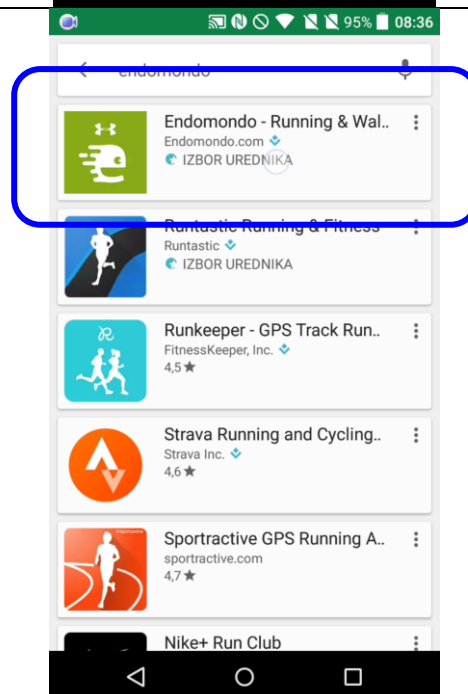 95% 08:36
endomondo
Endomondo - Running & Wal..
Endomondo.com
IZBOR UREDNIKA
Runtastic Running & Fitness
Runtastic
IZBOR UREDNIKA
Runkeeper - GPS Track Run..
FitnessKeeper, Inc.
4,5★
Strava Running and Cycling..
Strava Inc.
4,6★
Sportractive GPS Running A..
sportractive.com
4,7★
Nike+ Run Club